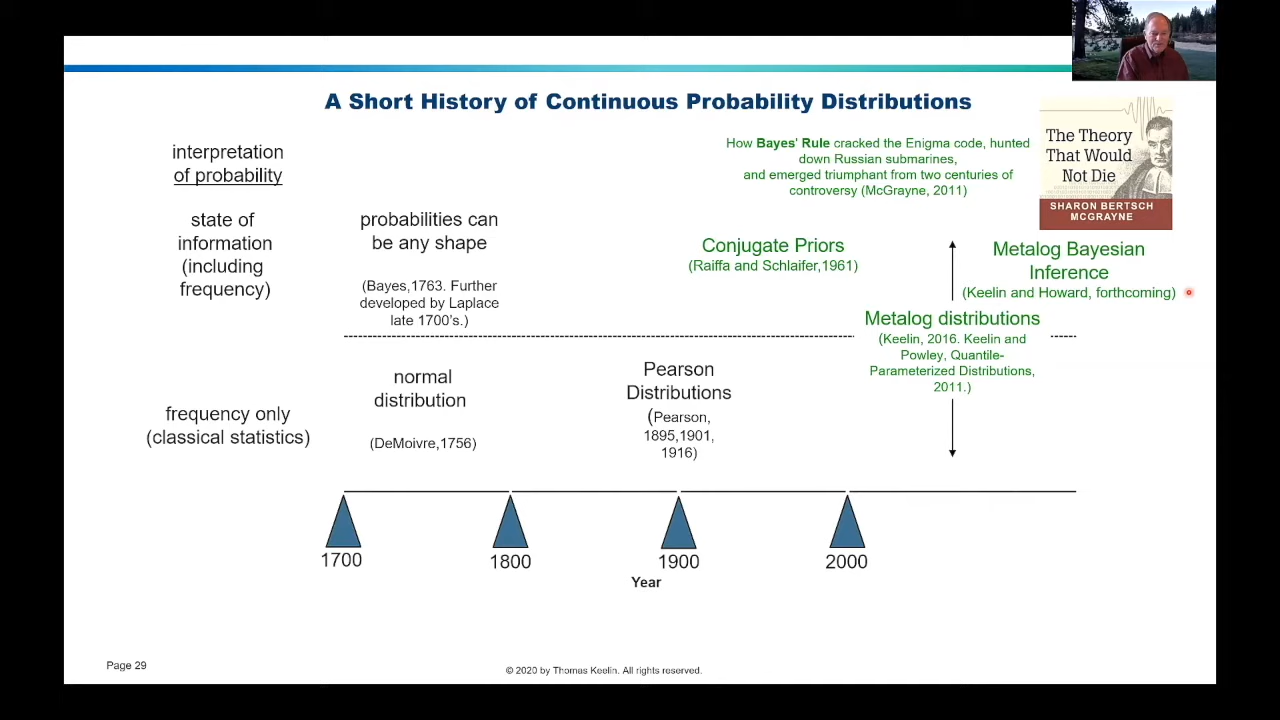 A Short History of Continuous Probability Distributions
interpretation
of probability
How Bayes' Rule cracked the Enigma code, hunted
down Russian submarines,
and emerged triumphant from two centuries of
controversy (McGrayne, 2011)
The Theory
That Would
Not Die
SHARON BERTSCH
MCGRAYNE
state of
information
(including
frequency)
probabilities can
be any shape
(Bayes,1763. Further
developed by Laplace
late 1700's.)
Conjugate Priors
(Raiffa and Schlaifer,1961)
Metalog Bayesian
Inference
(Keelin and Howard, forthcoming)
Metalog distributions
(Keelin, 2016. Keelin and
Powley, Quantile-
Parameterized Distributions,
2011.)
frequency only
(classical statistics)
normal
distribution
(DeMoivre,1756)
Pearson
Distributions
(Pearson,
1895,1901,
1916)
1700
1800
1900
2000
Year
Page 29
© 2020 by Thomas Keelin. All rights reserved.